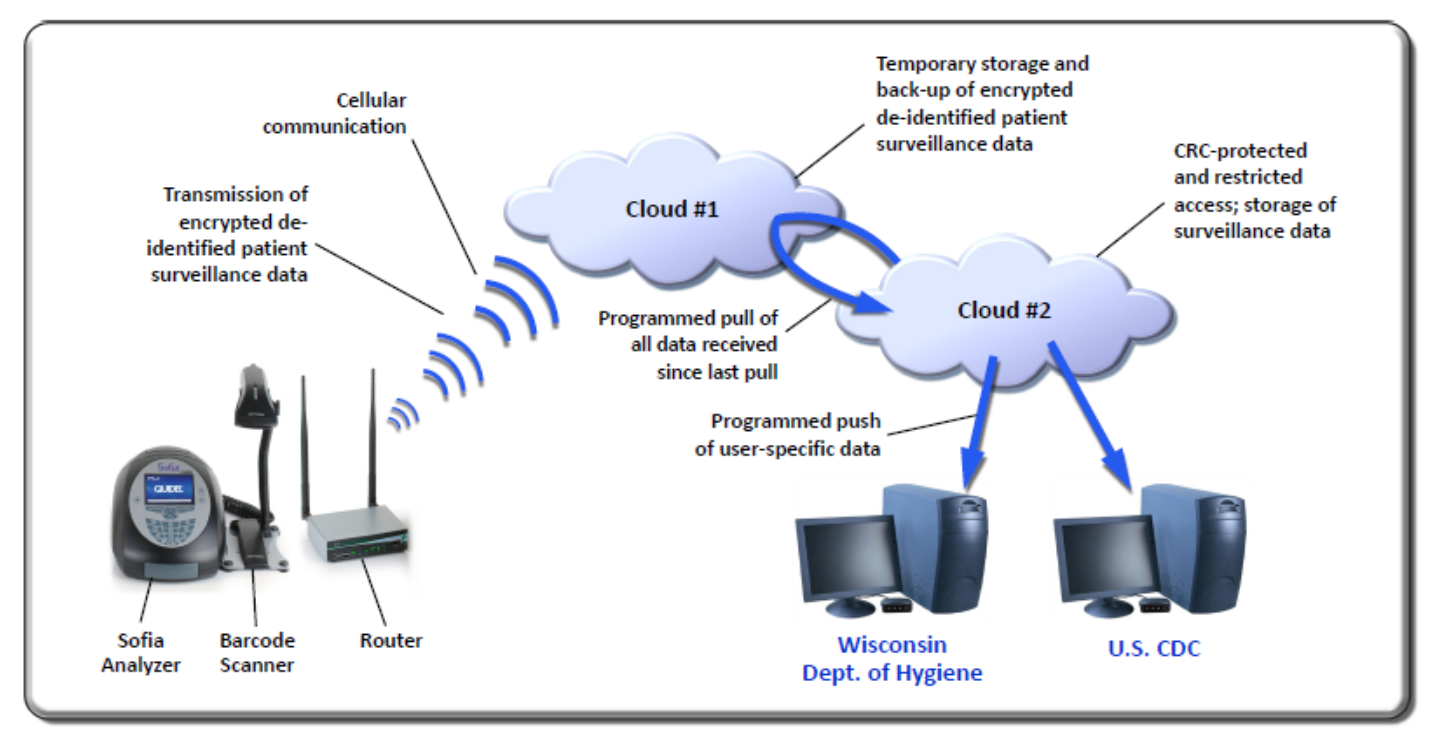 Cellular
communication
Transmission of
encrypted de-
identified patient
surveillance data
Temporary storage and
back-up of encrypted
de-identified patient
surveillance data
CRC-protected
and restricted
access; storage of
surveillance data
Cloud #1
Cloud #2
Programmed pull of
all data received
since last pull
Programmed push
of user-specific data
Sofia
QUIDEL
Sofia
Analyzer
Barcode
Scanner
Router
Wisconsin
Dept. of Hygiene
U.S. CDC